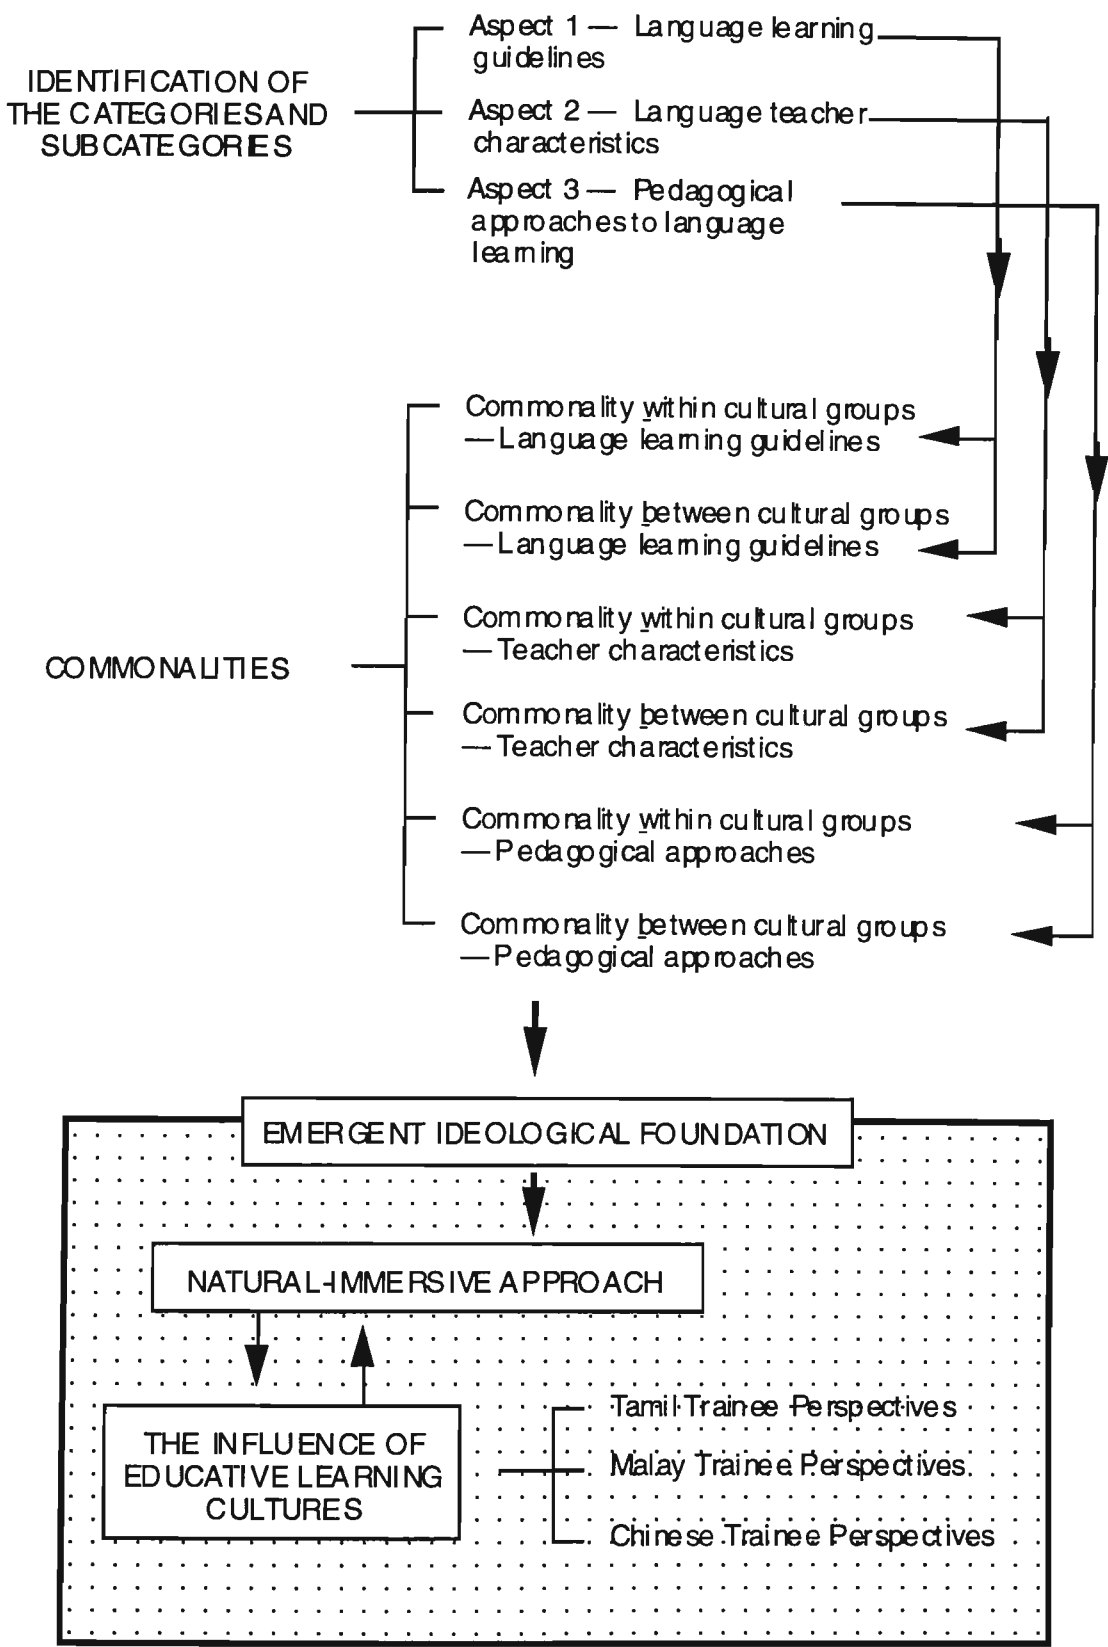 Aspect 1 — Language learning
guidelines
IDENTIFICATION OF
THE CATEGORIES AND
SUBCATEGORIES
Aspect 2 — Language teacher
characteristics
Aspect 3 — Pedagogical
approaches to language
learning
Commonality within cultural groups
— Language learning guidelines
Commonality between cultural groups
— Language learning guidelines
Commonality within cultural groups
— Teacher characteristics
COMMONALITIES
Commonality between cultural groups
— Teacher characteristics
Commonality within cultural groups
— Pedagogical approaches
Commonality between cultural groups
— Pedagogical approaches
EMERGENT IDEOLOGICAL FOUNDATION
NATURAL-IMMERSIVE APPROACH
THE INFLUENCE OF
EDUCATIVE LEARNING
CULTURES
Tamil Trainee Perspectives
Malay Trainee Perspectives
Chinese Trainee Perspectives